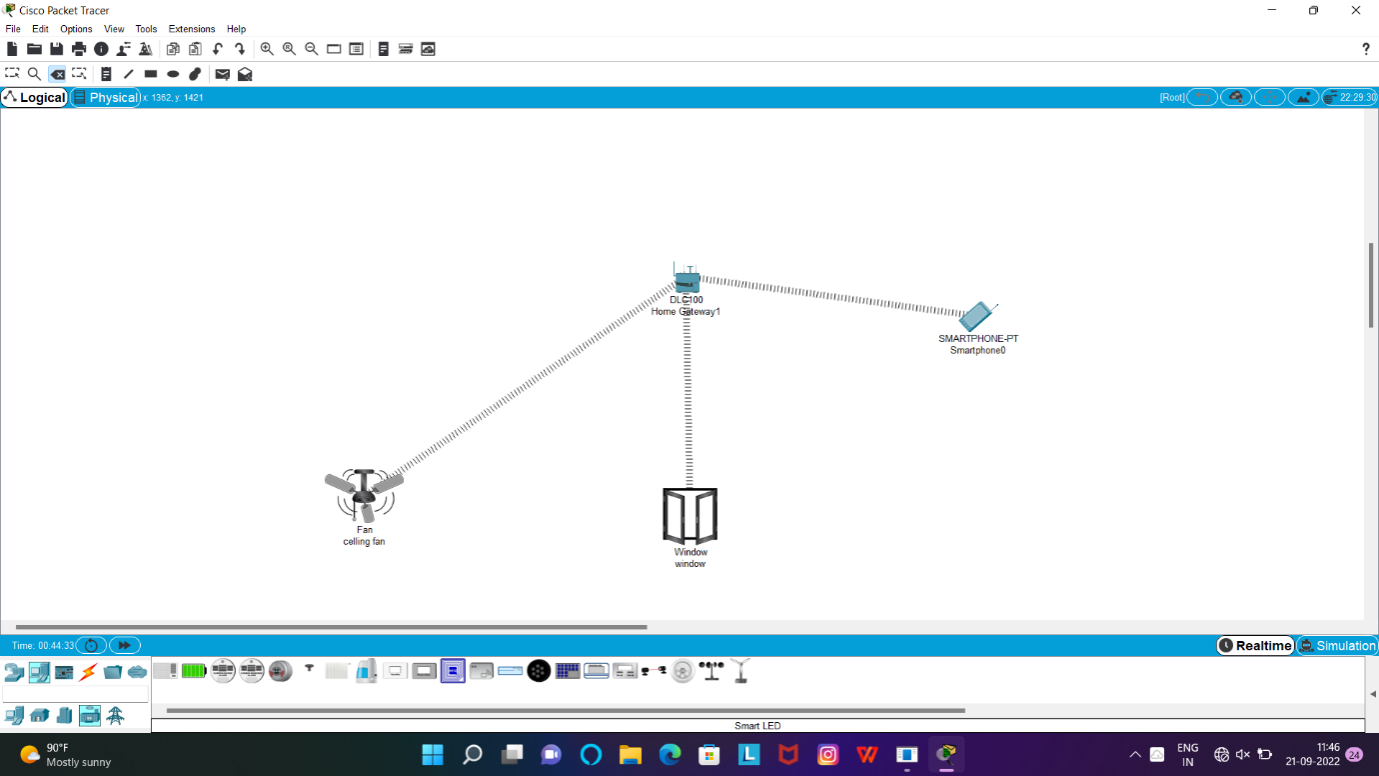 Cisco Packet Tracer
File Edit Options View Tools Extensions Help
?
Logical Physical x: 1362, y: 1421 [Root] 22:29:30
DLC100
Home Gateway1
SMARTPHONE-PT
Smartphone0
Fan
celling fan
Window
window
Time: 00:44:33 Realtime Simulation
Smart LED
90°F
Mostly sunny
ENG
IN
11:46
21-09-2022
24